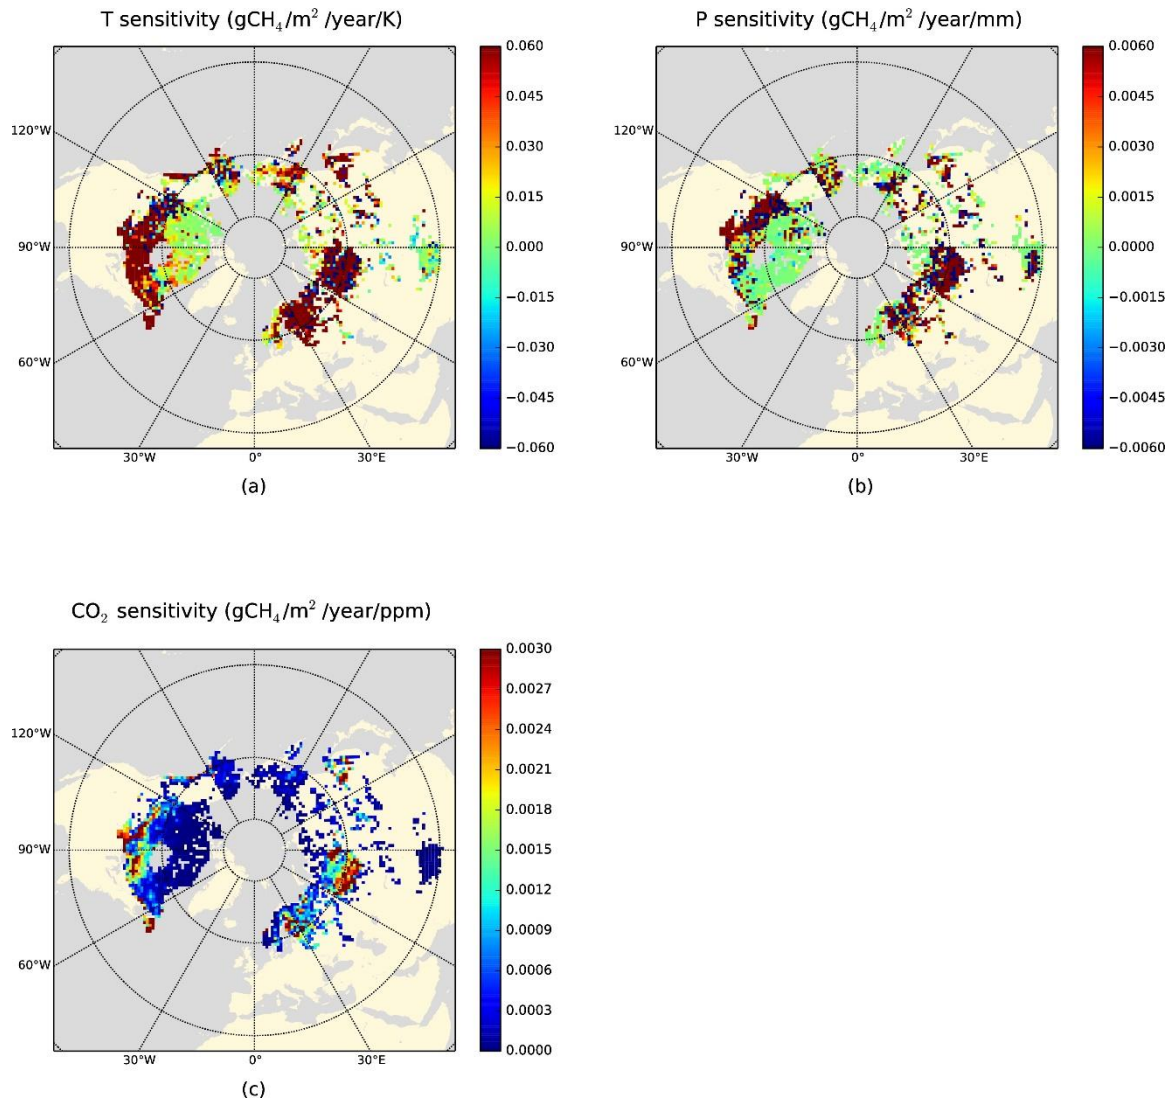 T sensitivity (gCH₄/m² /year/K)
0.060
0.045
0.030
0.015
0.000
−0.015
−0.030
−0.045
−0.060
120°W
90°W
60°W
30°W 0° 30°E
(a)
P sensitivity (gCH₄/m² /year/mm)
0.0060
0.0045
0.0030
0.0015
0.0000
−0.0015
−0.0030
−0.0045
−0.0060
120°W
90°W
60°W
30°W 0° 30°E
(b)
CO₂ sensitivity (gCH₄/m² /year/ppm)
0.0030
0.0027
0.0024
0.0021
0.0018
0.0015
0.0012
0.0009
0.0006
0.0003
0.0000
120°W
90°W
60°W
30°W 0° 30°E
(c)